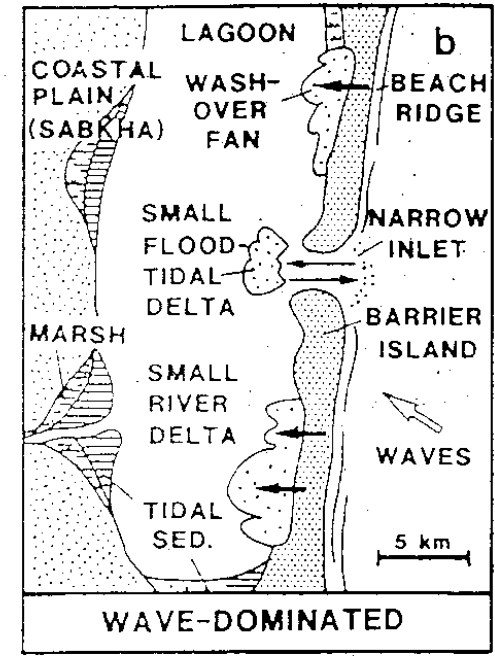 LAGOON
b
COASTAL
PLAIN
(SABKHA)
WASH-
OVER
FAN
BEACH
RIDGE
SMALL
FLOOD
TIDAL
DELTA
NARROW
INLET
BARRIER
ISLAND
MARSH
SMALL
RIVER
DELTA
WAVES
TIDAL
SED.
5 km
WAVE-DOMINATED